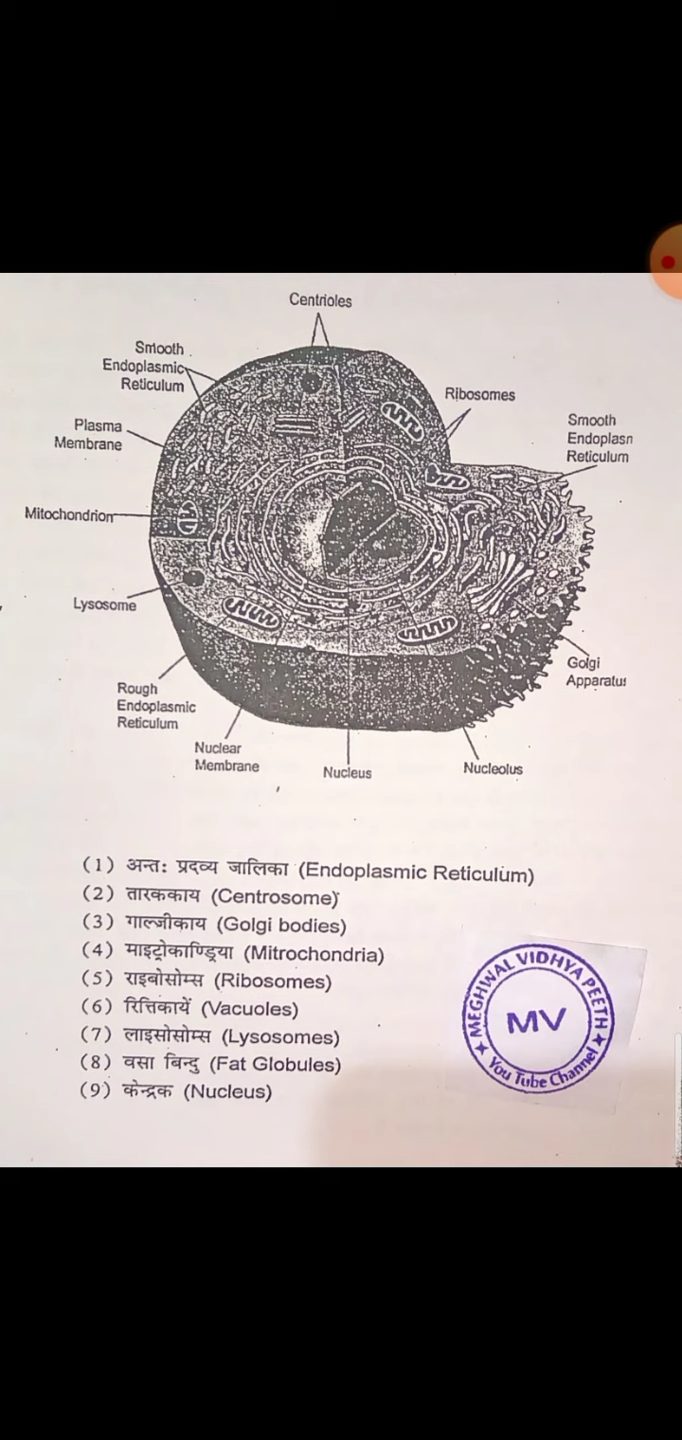 Centrioles
Smooth
Endoplasmic
Reticulum
Ribosomes
Plasma
Membrane
Smooth
Endoplasn
Reticulum
Mitochondrion
Lysosome
Golgi
Apparatus
Rough
Endoplasmic
Reticulum
Nuclear
Membrane
Nucleus
Nucleolus
(1) अन्तः प्रदव्य जालिका (Endoplasmic Reticulum)
(2) तारककाय (Centrosome)
(3) गाल्जीकाय (Golgi bodies)
(4) माइट्रोकाण्ड्रिया (Mitrochondria)
(5) राइबोसोम्स (Ribosomes)
(6) रित्तिकायें (Vacuoles)
(7) लाइसोसोम्स (Lysosomes)
(8) वसा बिन्दु (Fat Globules)
(9) केन्द्रक (Nucleus)
MEGHWAL VIDHYA PEETH
MV
You Tube Channel